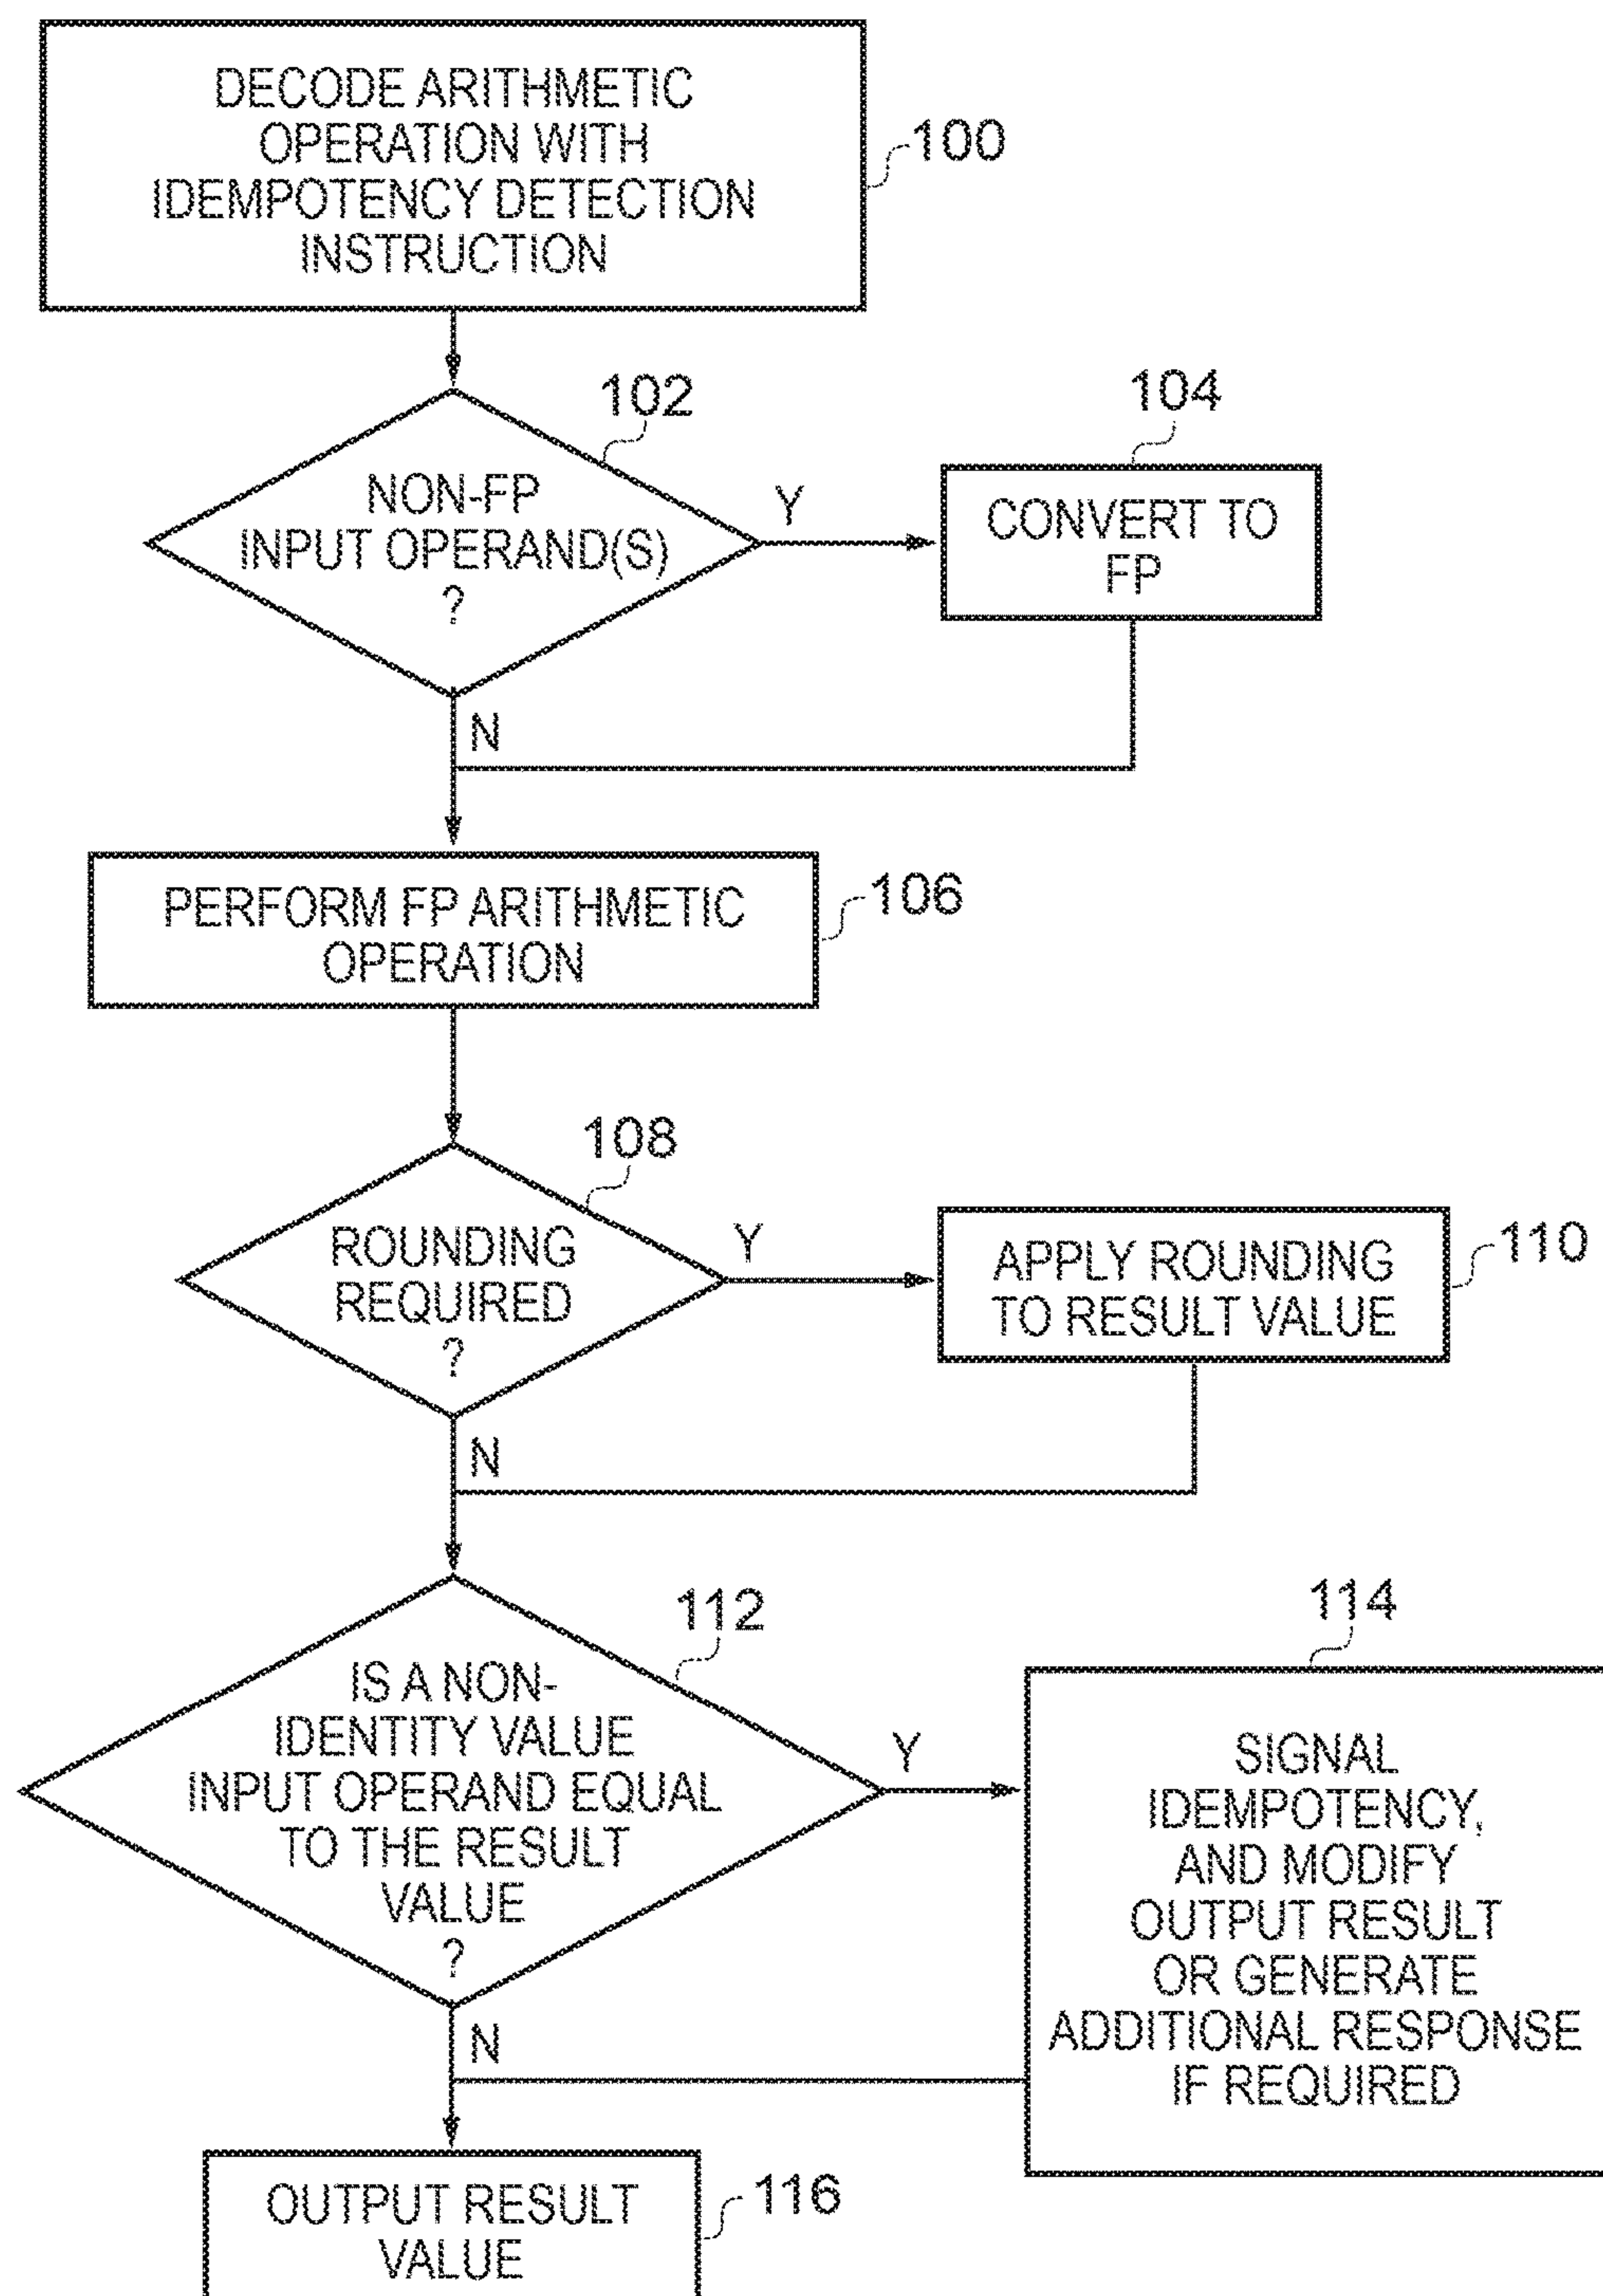 DECODE ARITHMETIC
OPERATION WITH
IDEMPOTENCY DETECTION
INSTRUCTION
100
102
NON-FP
INPUT OPERAND(S)
?
Y
N
104
CONVERT TO
FP
PERFORM FP ARITHMETIC
OPERATION
106
108
ROUNDING
REQUIRED
?
Y
N
APPLY ROUNDING
TO RESULT VALUE
110
112
IS A NON-
IDENTITY VALUE
INPUT OPERAND EQUAL
TO THE RESULT
VALUE
?
Y
N
114
SIGNAL
IDEMPOTENCY,
AND MODIFY
OUTPUT RESULT
OR GENERATE
ADDITIONAL RESPONSE
IF REQUIRED
OUTPUT RESULT
VALUE
116